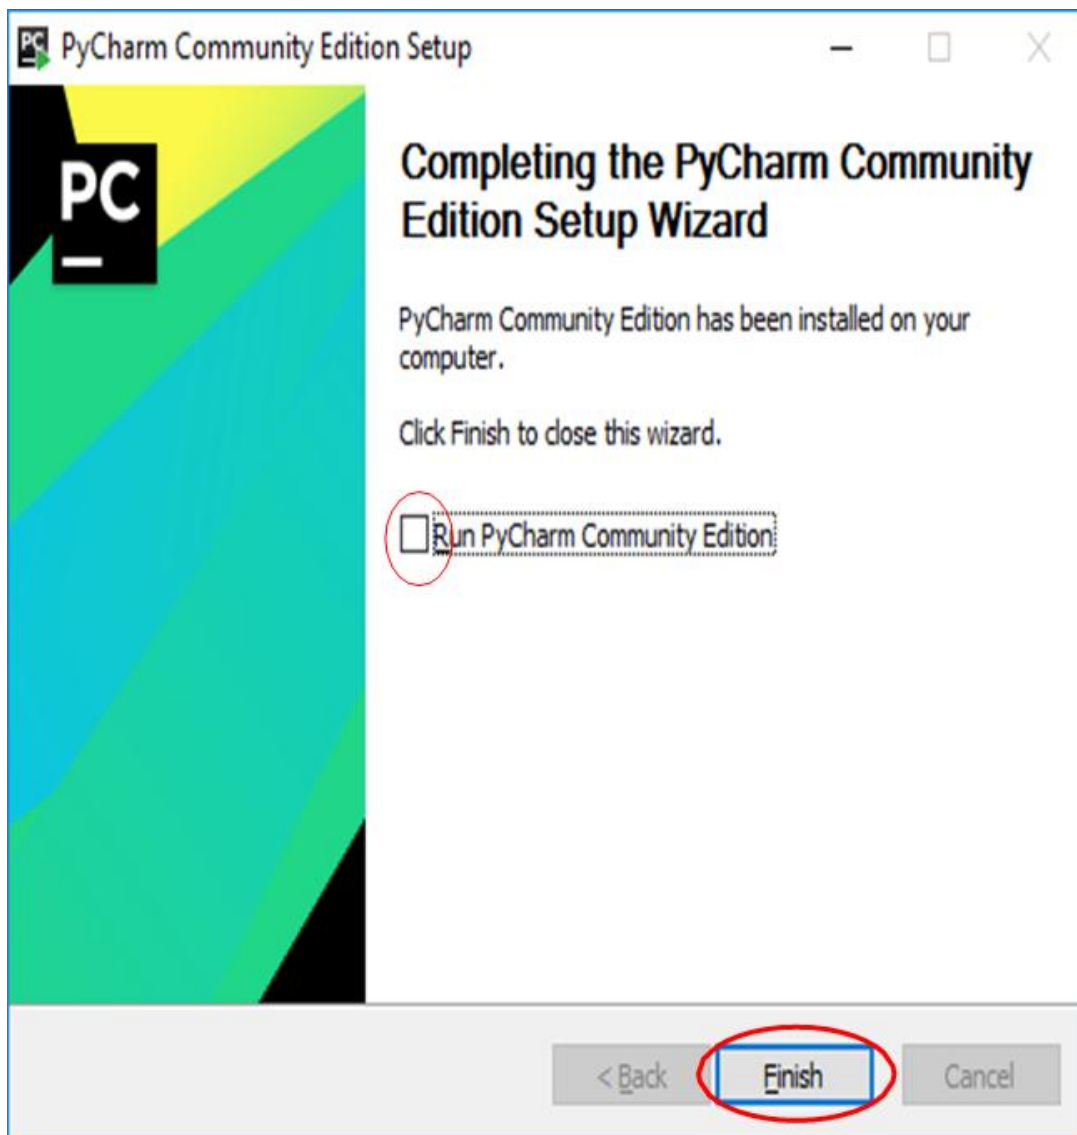 PyCharm Community Edition Setup
PC
Completing the PyCharm Community
Edition Setup Wizard
PyCharm Community Edition has been installed on your
computer.
Click Finish to close this wizard.
Run PyCharm Community Edition
< Back
Finish
Cancel